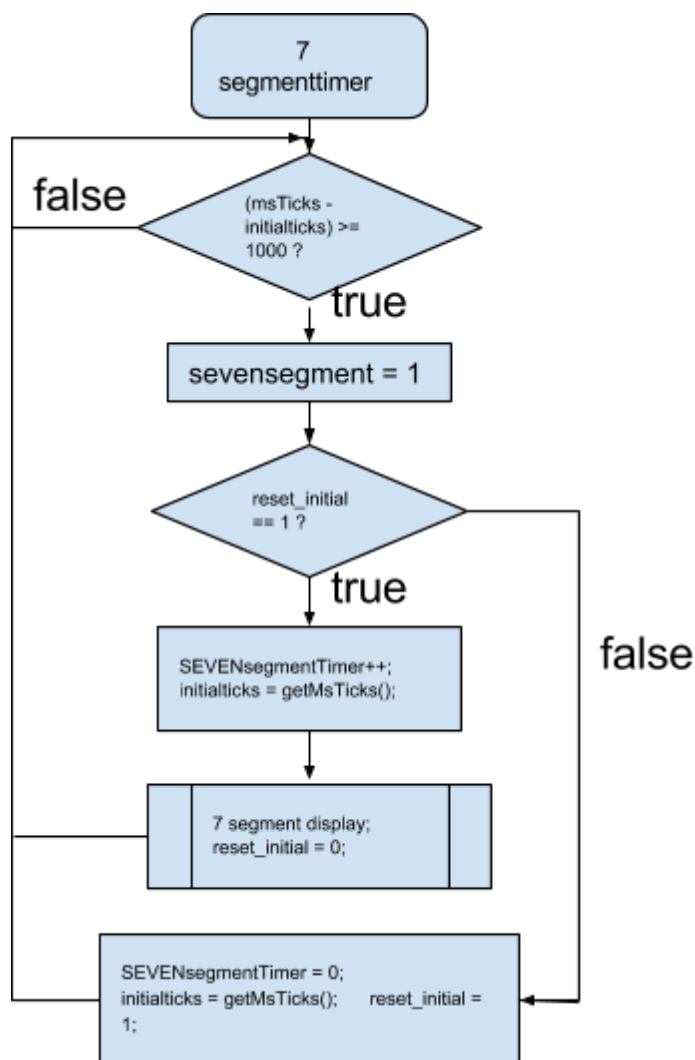 7
segmenttimer
false
(msTicks -
initialticks) >=
1000 ?
true
sevensegment = 1
reset_initial
== 1 ?
true
false
SEVENsegmentTimer++;
initialticks = getMsTicks();
7 segment display;
reset_initial = 0;
SEVENsegmentTimer = 0;
initialticks = getMsTicks(); reset_initial =
1;